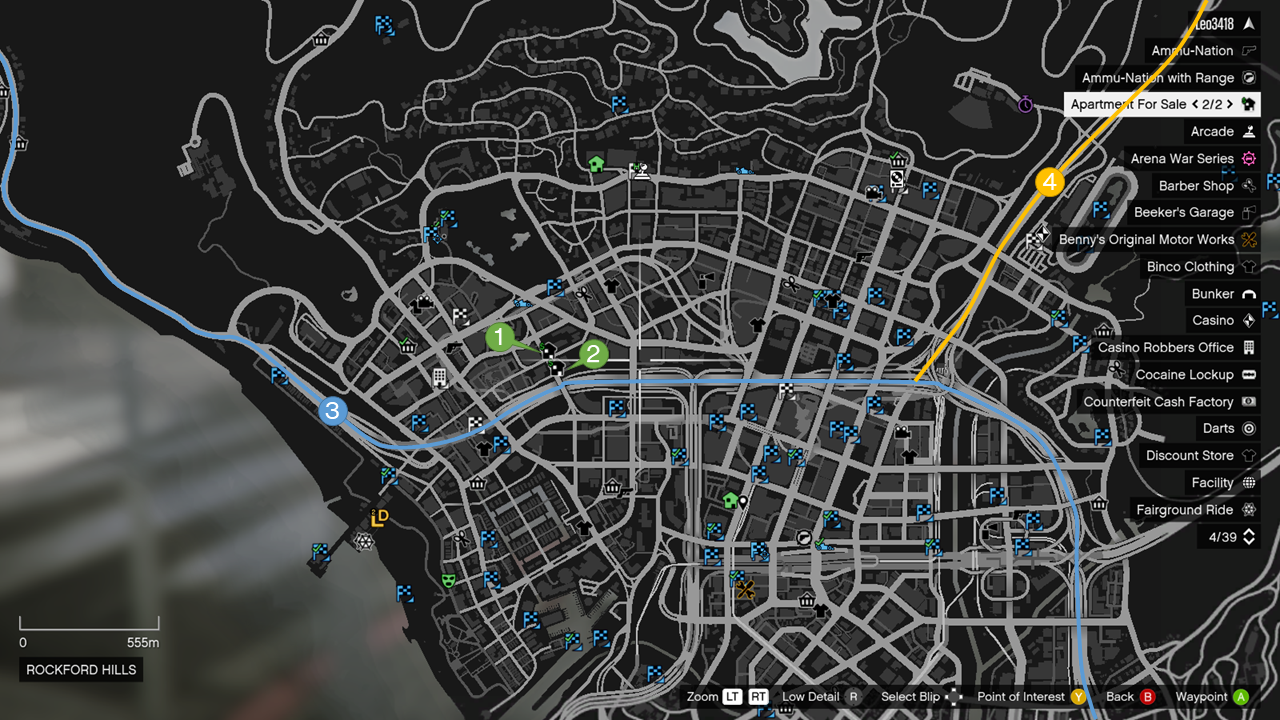 Leo3418
Ammu-Nation
Ammu-Nation with Range
Apartment For Sale < 2/2 >
Arcade
Arena War Series
Barber Shop
Beeker's Garage
Benny's Original Motor Works
Binco Clothing
Bunker
Casino
Casino Robbers Office
Cocaine Lockup
Counterfeit Cash Factory
Darts
Discount Store
Facility
Fairground Ride
4/39
1
2
3
4
LD
0 555m
ROCKFORD HILLS
Zoom LT RT Low Detail R Select Blip Point of Interest Y Back B Waypoint A